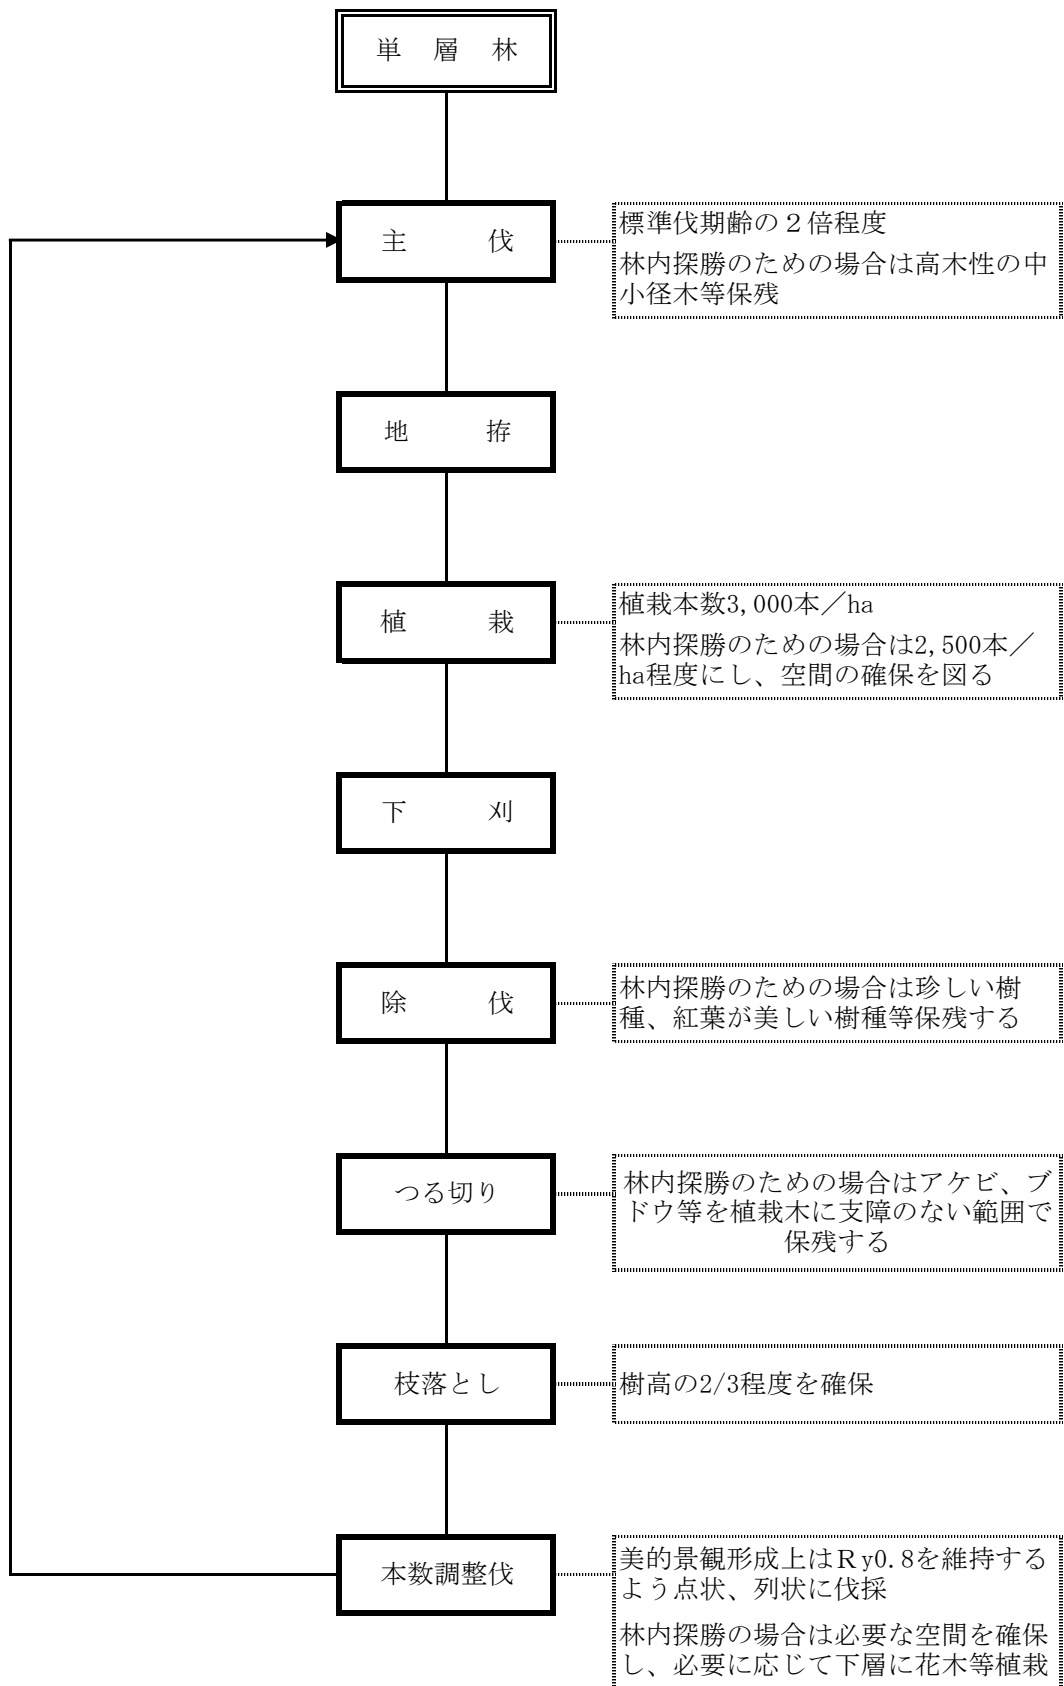 単　層　林
主　　　伐
標準伐期齢の２倍程度
林内探勝のための場合は高木性の中
小径木等保残
地　　　拵
植　　　栽
植栽本数3,000本／ha
林内探勝のための場合は2,500本／
ha程度にし、空間の確保を図る
下　　　刈
除　　　伐
林内探勝のための場合は珍しい樹
種、紅葉が美しい樹種等保残する
つる切り
林内探勝のための場合はアケビ、ブ
ドウ等を植栽木に支障のない範囲で
保残する
枝落とし
樹高の2/3程度を確保
本数調整伐
美的景観形成上はＲy0.8を維持する
よう点状、列状に伐採
林内探勝の場合は必要な空間を確保
し、必要に応じて下層に花木等植栽